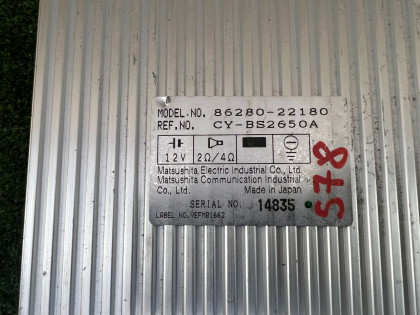 MODEL NO. 86280-22180
REF. NO. CY-BS2650A
12V 2Ω/4Ω
Matsushita Electric Industrial Co., Ltd.
Matsushita Communication Industrial
Co., Ltd. Made in Japan
SERIAL NO. 14835
LABEL NO. YEFM01662
578